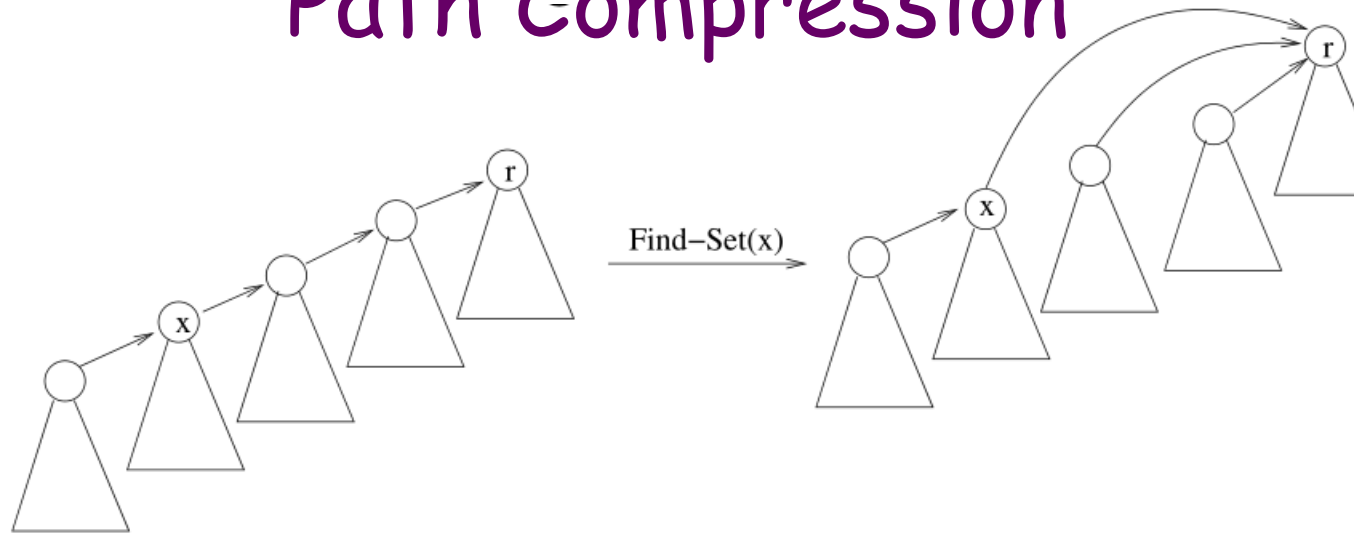 Path Compression
r
r
x
Find–Set(x)
x